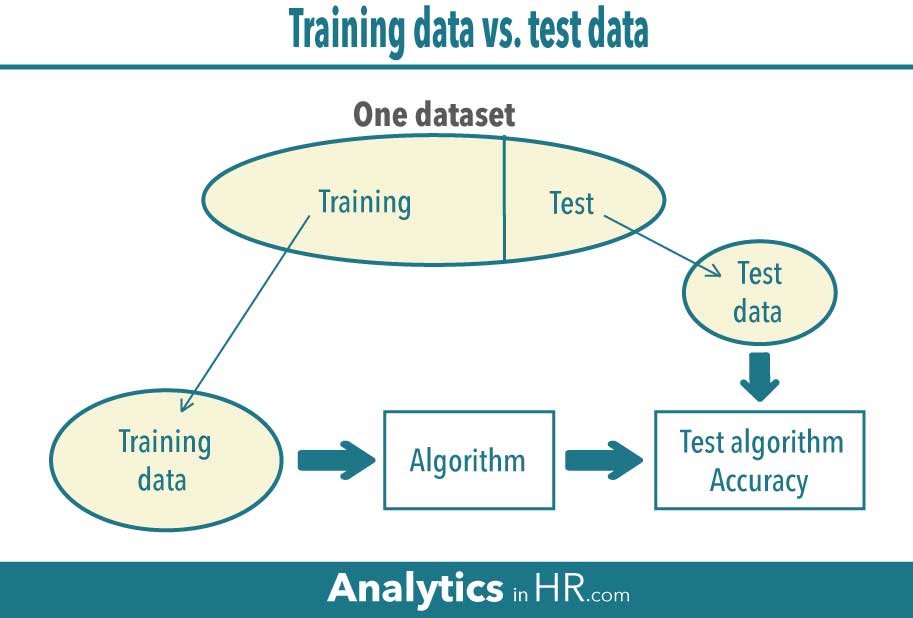 Training data vs. test data
One dataset
Training
Test
Test
data
Training
data
Algorithm
Test algorithm
Accuracy
Analytics in HR.com